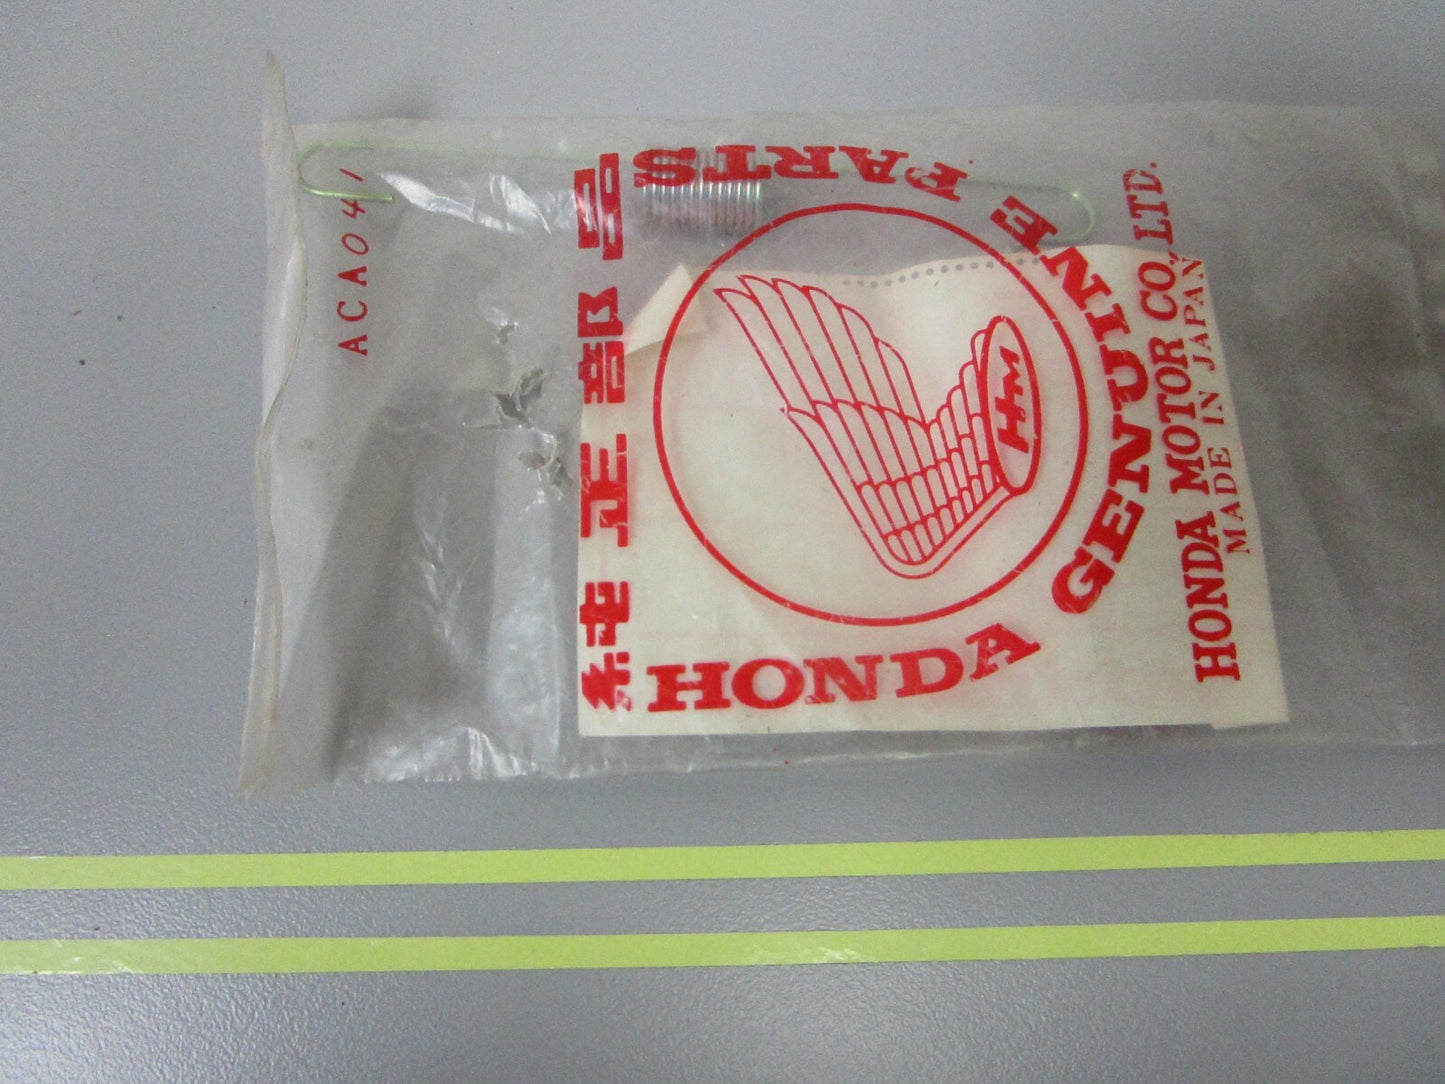 ACA041
純正部品
HONDA GENUINE PARTS
HM
HONDA MOTOR CO., LTD.
MADE IN JAPAN